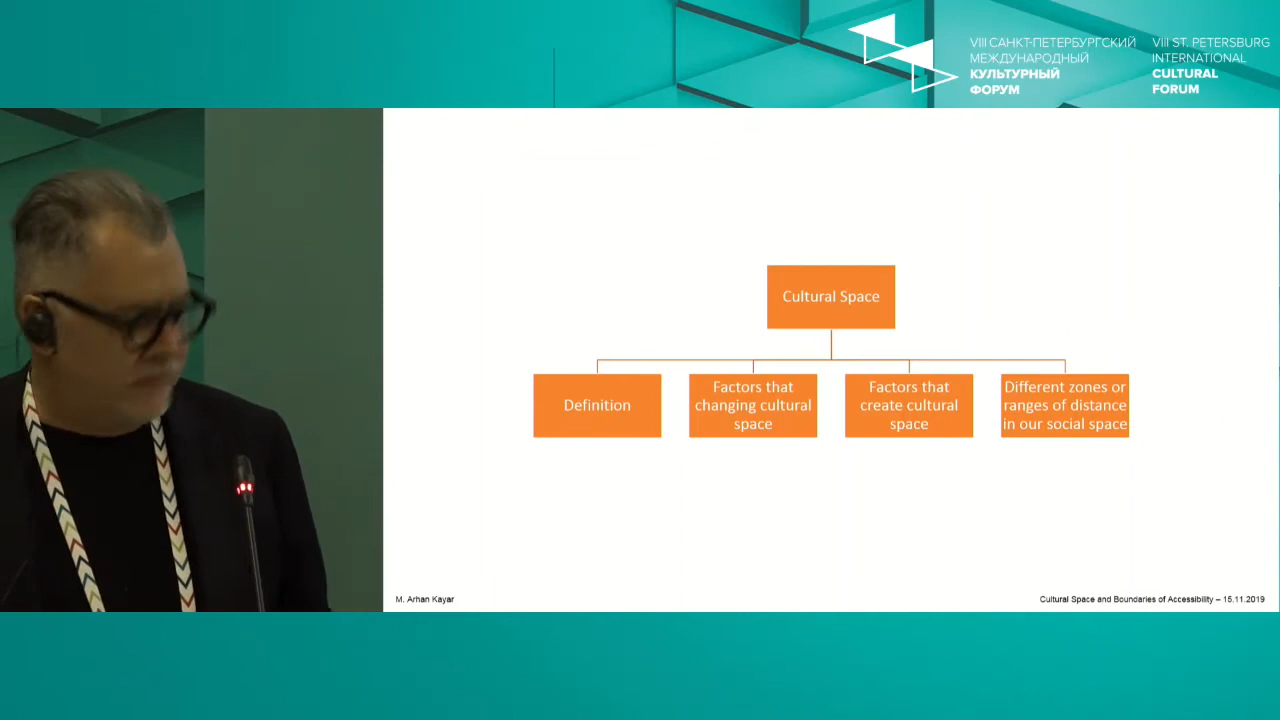 VIII САНКТ-ПЕТЕРБУРГСКИЙ
МЕЖДУНАРОДНЫЙ
КУЛЬТУРНЫЙ
ФОРУМ
VIII ST. PETERSBURG
INTERNATIONAL
CULTURAL
FORUM
Cultural Space
Definition
Factors that
changing cultural
space
Factors that
create cultural
space
Different zones or
ranges of distance
in our social space
M. Arhan Kayar
Cultural Space and Boundaries of Accessibility – 15.11.2019